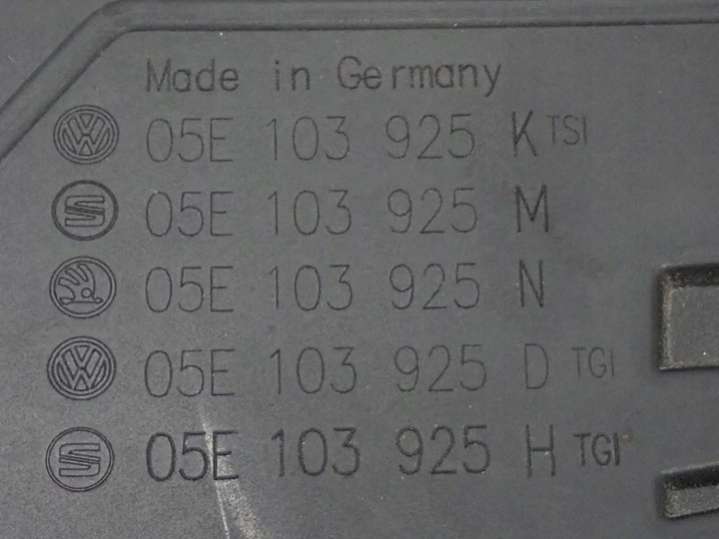 Made in Germany
05E 103 925 K TSI
05E 103 925 M
05E 103 925 N
05E 103 925 D TGI
05E 103 925 H TGI